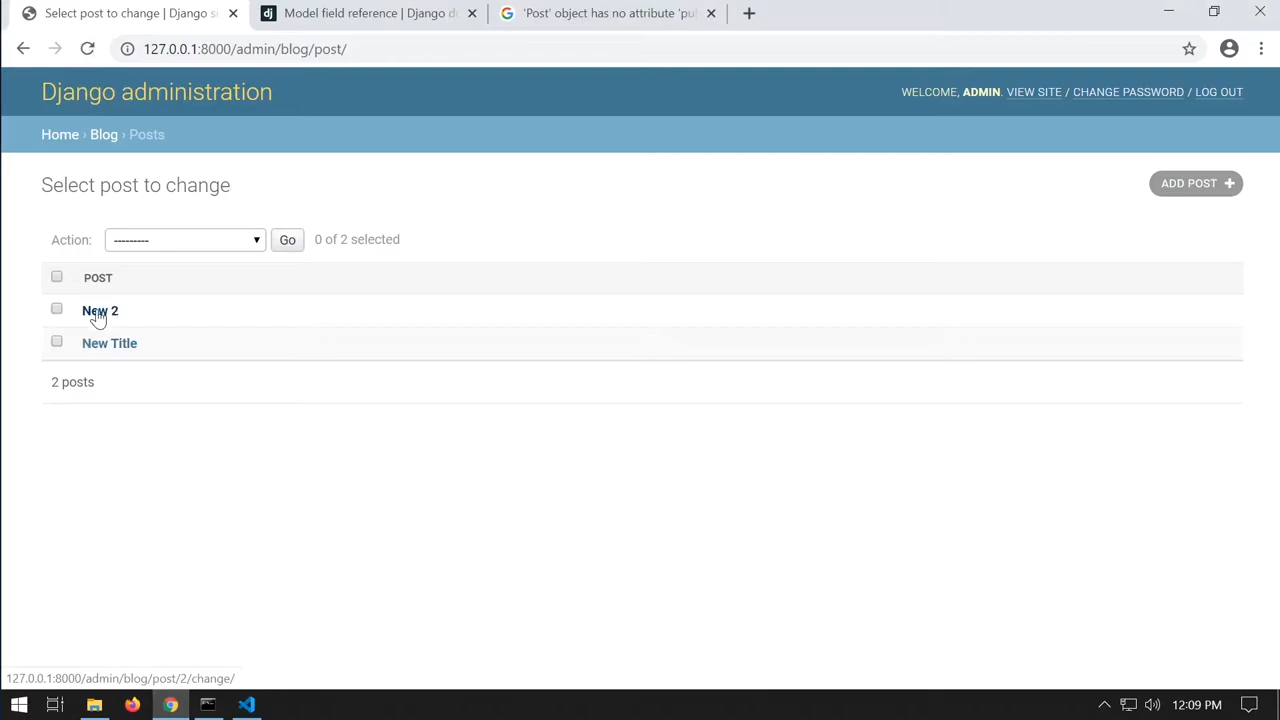 Select post to change | Django s
Model field reference | Django d
'Post' object has no attribute 'pu
127.0.0.1:8000/admin/blog/post/
Django administration
WELCOME, ADMIN. VIEW SITE / CHANGE PASSWORD / LOG OUT
Home › Blog › Posts
Select post to change
ADD POST +
Action: --------- Go 0 of 2 selected
POST
New 2
New Title
2 posts
127.0.0.1:8000/admin/blog/post/2/change/
12:09 PM